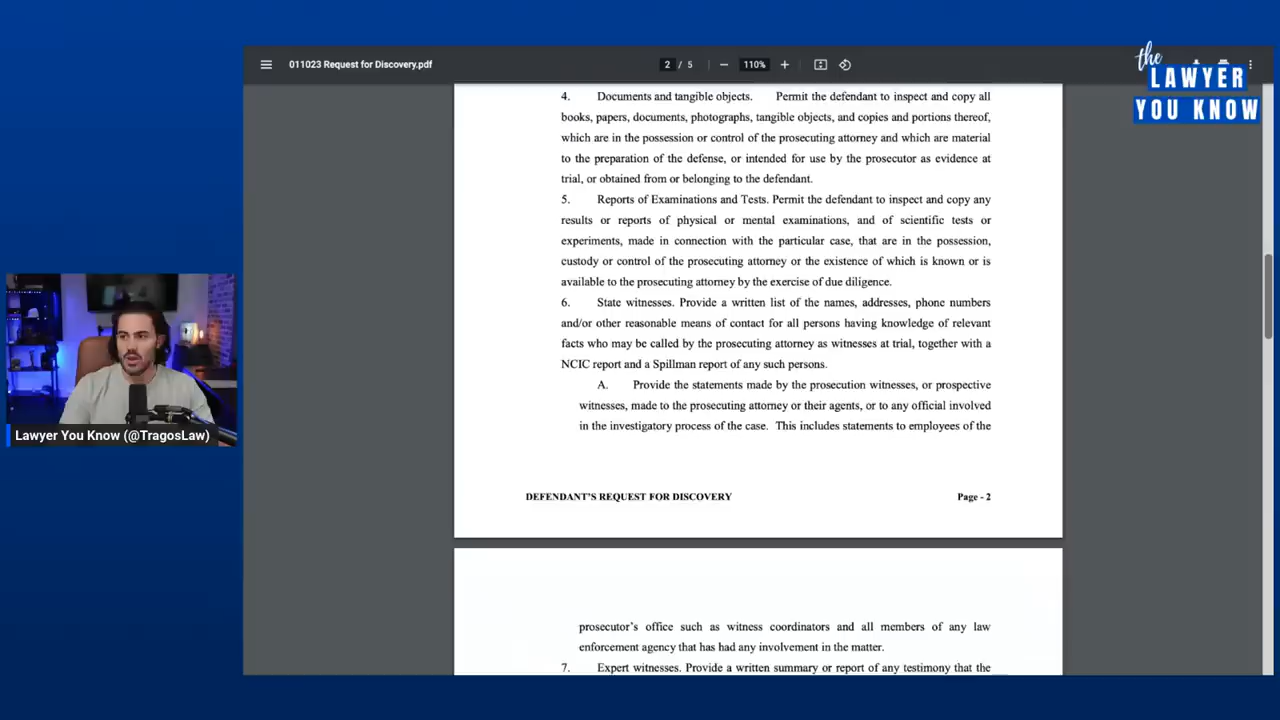 the
LAWYER
YOU KNOW
011023 Request for Discovery.pdf
2 / 5
110%
4. Documents and tangible objects. Permit the defendant to inspect and copy all
books, papers, documents, photographs, tangible objects, and copies and portions thereof,
which are in the possession or control of the prosecuting attorney and which are material
to the preparation of the defense, or intended for use by the prosecutor as evidence at
trial, or obtained from or belonging to the defendant.
5. Reports of Examinations and Tests. Permit the defendant to inspect and copy any
results or reports of physical or mental examinations, and of scientific tests or
experiments, made in connection with the particular case, that are in the possession,
custody or control of the prosecuting attorney or the existence of which is known or is
available to the prosecuting attorney by the exercise of due diligence.
6. State witnesses. Provide a written list of the names, addresses, phone numbers
and/or other reasonable means of contact for all persons having knowledge of relevant
facts who may be called by the prosecuting attorney as witnesses at trial, together with a
NCIC report and a Spillman report of any such persons.
A. Provide the statements made by the prosecution witnesses, or prospective
witnesses, made to the prosecuting attorney or their agents, or to any official involved
in the investigatory process of the case. This includes statements to employees of the
DEFENDANT'S REQUEST FOR DISCOVERY Page - 2
prosecutor's office such as witness coordinators and all members of any law
enforcement agency that has had any involvement in the matter.
7. Expert witnesses. Provide a written summary or report of any testimony that the
Lawyer You Know (@TragosLaw)